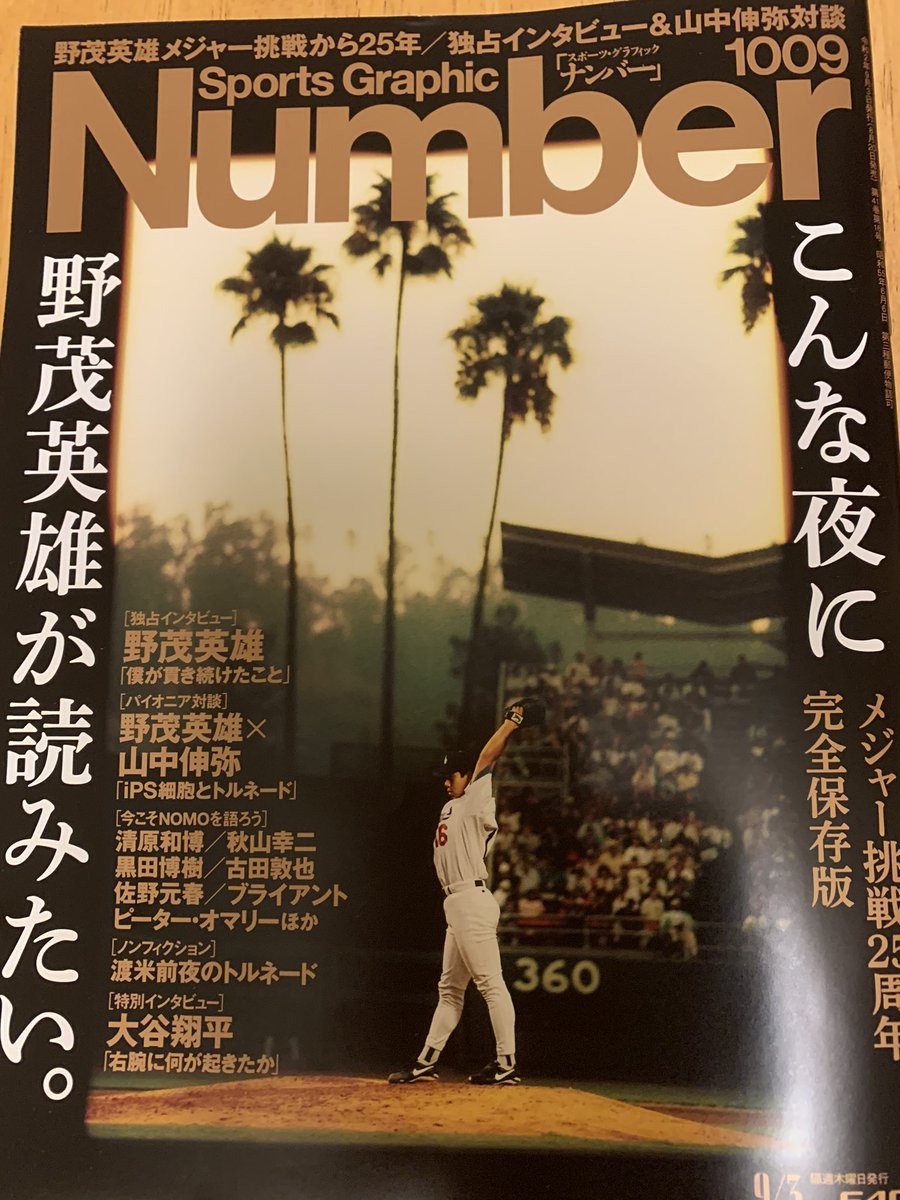 野茂英雄メジャー挑戦から25年／独占インタビュー&山中伸弥対談
Sports Graphic
「スポーツ・グラフィック
ナンバー」
1009
Number
こんな夜に
野茂英雄が読みたい。
メジャー挑戦25周年
完全保存版
[独占インタビュー]
野茂英雄
「僕が貫き続けたこと」
[パイオニア対談]
野茂英雄×
山中伸弥
「iPS細胞とトルネード」
[今こそNOMOを語ろう]
清原和博／秋山幸二
黒田博樹／古田敦也
佐野元春／ブライアント
ピーター・オマリーほか
[ノンフィクション]
渡米前夜のトルネード
[特別インタビュー]
大谷翔平
「右腕に何が起きたか」
16
360
9/3
隔週木曜日発行